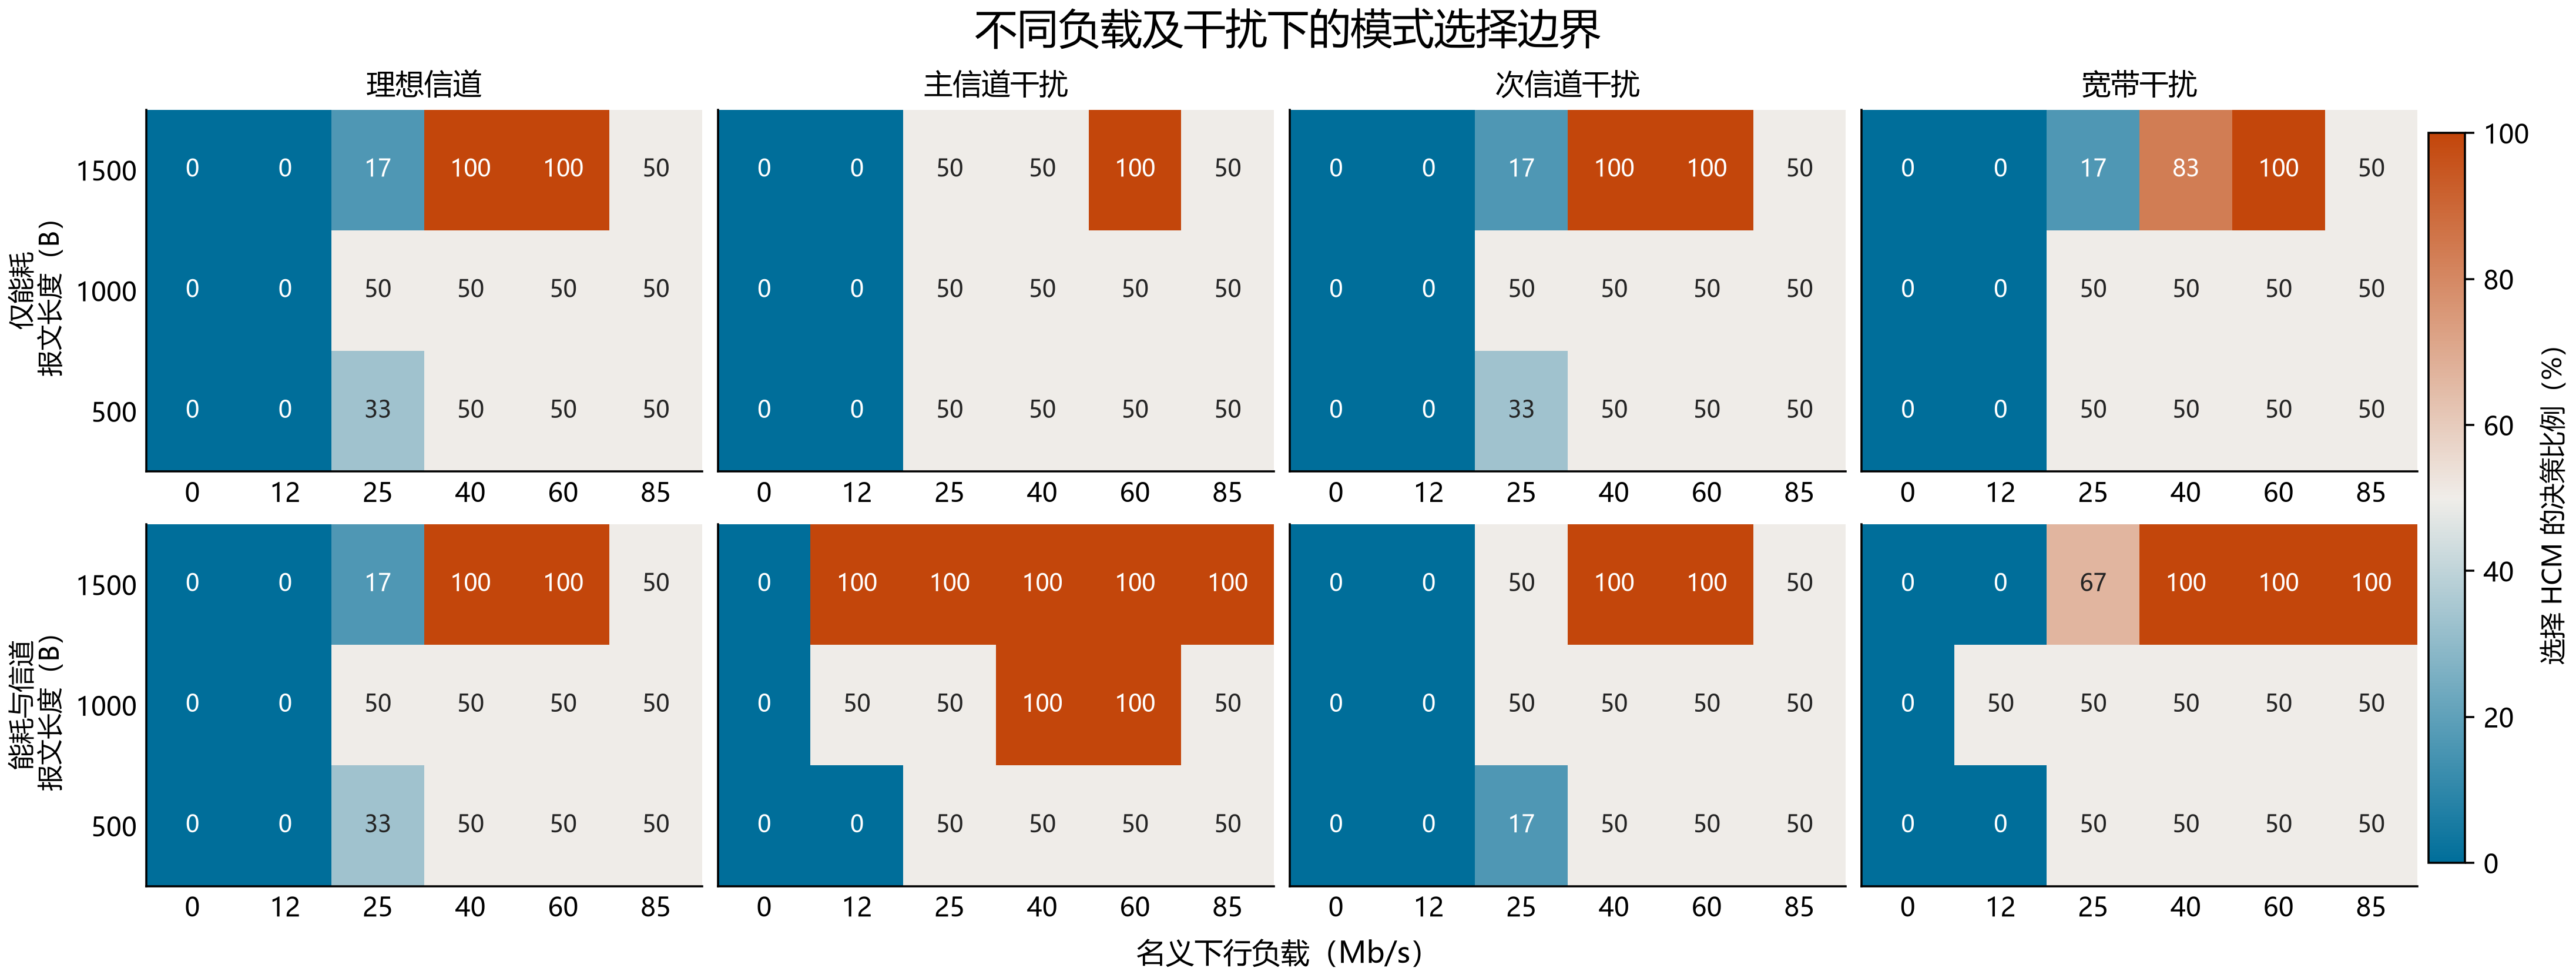 不同负载及干扰下的模式选择边界
理想信道 主信道干扰 次信道干扰 宽带干扰
仅能耗
报文长度（B）
1500 0 0 17 100 100 50 0 0 50 50 100 50 0 0 17 100 100 50 0 0 17 83 100 50
1000 0 0 50 50 50 50 0 0 50 50 50 50 0 0 50 50 50 50 0 0 50 50 50 50
500 0 0 33 50 50 50 0 0 50 50 50 50 0 0 33 50 50 50 0 0 50 50 50 50
0 12 25 40 60 85 0 12 25 40 60 85 0 12 25 40 60 85 0 12 25 40 60 85
能耗与信道
报文长度（B）
1500 0 0 17 100 100 50 0 100 100 100 100 100 0 0 50 100 100 50 0 0 67 100 100 100
1000 0 0 50 50 50 50 0 50 50 100 100 50 0 0 50 50 50 50 0 50 50 50 50 50
500 0 0 33 50 50 50 0 0 50 50 50 50 0 0 17 50 50 50 0 0 50 50 50 50
0 12 25 40 60 85 0 12 25 40 60 85 0 12 25 40 60 85 0 12 25 40 60 85
名义下行负载（Mb/s）
100
80
60
40
20
0
选择 HCM 的决策比例（%）